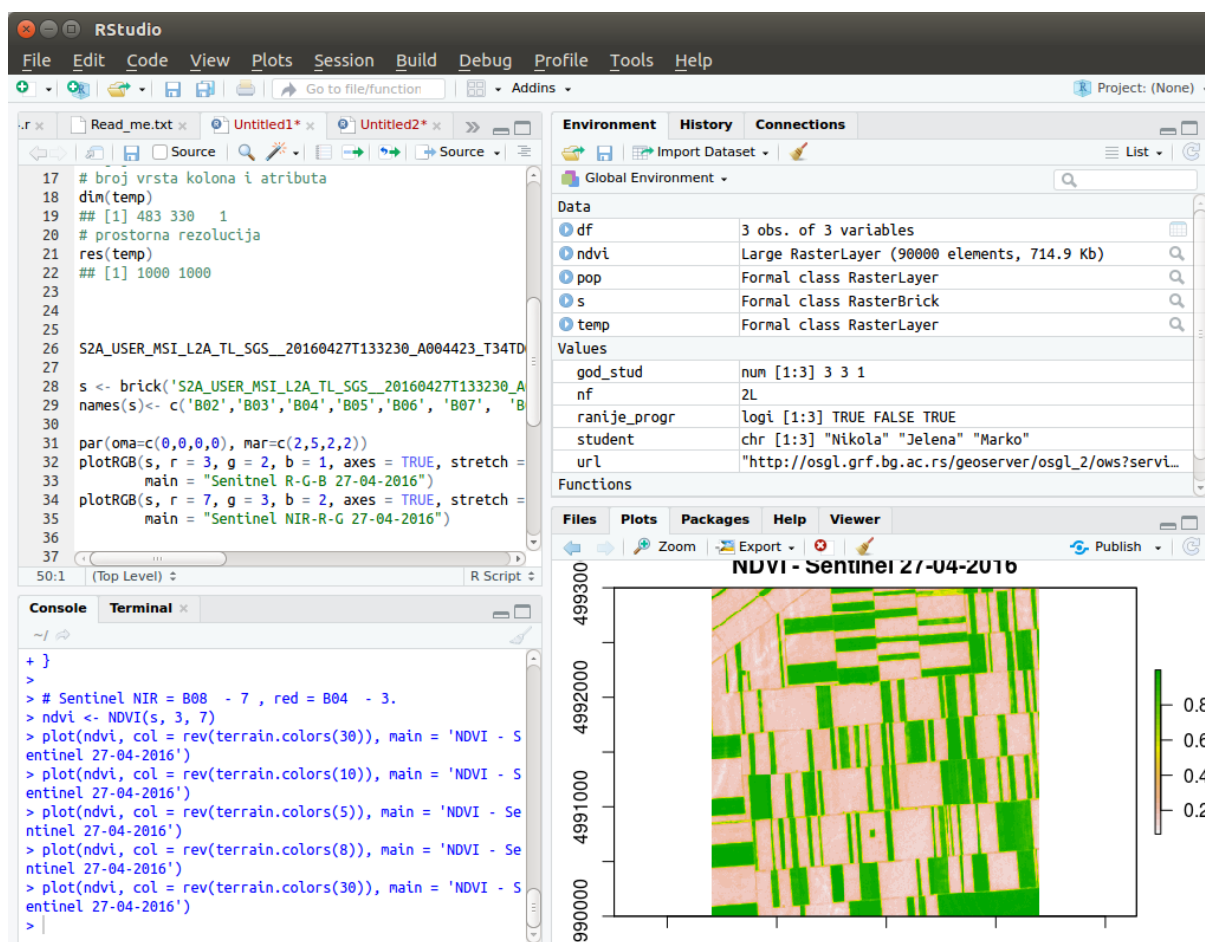 RStudio
File Edit Code View Plots Session Build Debug Profile Tools Help
Go to file/function Addins Project: (None)
.r Read_me.txt Untitled1* Untitled2*
Source Source
17 # broj vrsta kolona i atributa
18 dim(temp)
19 ## [1] 483 330   1
20 # prostorna rezolucija
21 res(temp)
22 ## [1] 1000 1000
23
24
25
26 S2A_USER_MSI_L2A_TL_SGS__20160427T133230_A004423_T34TD
27
28 s <- brick('S2A_USER_MSI_L2A_TL_SGS__20160427T133230_A
29 names(s)<- c('B02','B03','B04','B05','B06', 'B07',  'B
30
31 par(oma=c(0,0,0,0), mar=c(2,5,2,2))
32 plotRGB(s, r = 3, g = 2, b = 1, axes = TRUE, stretch =
33         main = "Sentitnel R-G-B 27-04-2016")
34 plotRGB(s, r = 7, g = 3, b = 2, axes = TRUE, stretch =
35         main = "Sentinel NIR-R-G 27-04-2016")
36
37
50:1 (Top Level) R Script
Console Terminal
~/
+ }
>
> # Sentinel NIR = B08  - 7 , red = B04  - 3.
> ndvi <- NDVI(s, 3, 7)
> plot(ndvi, col = rev(terrain.colors(30)), main = 'NDVI - S
entinel 27-04-2016')
> plot(ndvi, col = rev(terrain.colors(10)), main = 'NDVI - S
entinel 27-04-2016')
> plot(ndvi, col = rev(terrain.colors(5)), main = 'NDVI - Se
ntinel 27-04-2016')
> plot(ndvi, col = rev(terrain.colors(8)), main = 'NDVI - Se
ntinel 27-04-2016')
> plot(ndvi, col = rev(terrain.colors(30)), main = 'NDVI - S
entinel 27-04-2016')
>
Environment History Connections
Import Dataset List
Global Environment
Data
df 3 obs. of 3 variables
ndvi Large RasterLayer (90000 elements, 714.9 Kb)
pop Formal class RasterLayer
s Formal class RasterBrick
temp Formal class RasterLayer
Values
god_stud num [1:3] 3 3 1
nf 2L
ranije_progr logi [1:3] TRUE FALSE TRUE
student chr [1:3] "Nikola" "Jelena" "Marko"
url "http://osgl.grf.bg.ac.rs/geoserver/osgl_2/ows?servi…
Functions
Files Plots Packages Help Viewer
Zoom Export Publish
NDVI - Sentinel 27-04-2016
499300
4992000
4991000
990000
0.8
0.6
0.4
0.2